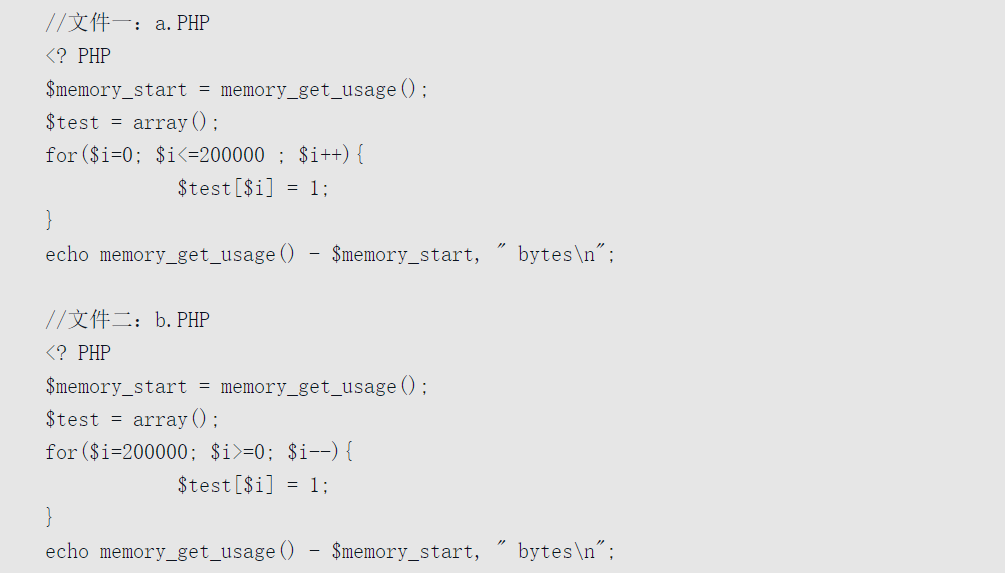 //文件一：a.PHP
<? PHP
$memory_start = memory_get_usage();
$test = array();
for($i=0; $i<=200000 ; $i++){
$test[$i] = 1;
}
echo memory_get_usage() - $memory_start, " bytes\n";
//文件二：b.PHP
<? PHP
$memory_start = memory_get_usage();
$test = array();
for($i=200000; $i>=0; $i--){
$test[$i] = 1;
}
echo memory_get_usage() - $memory_start, " bytes\n";